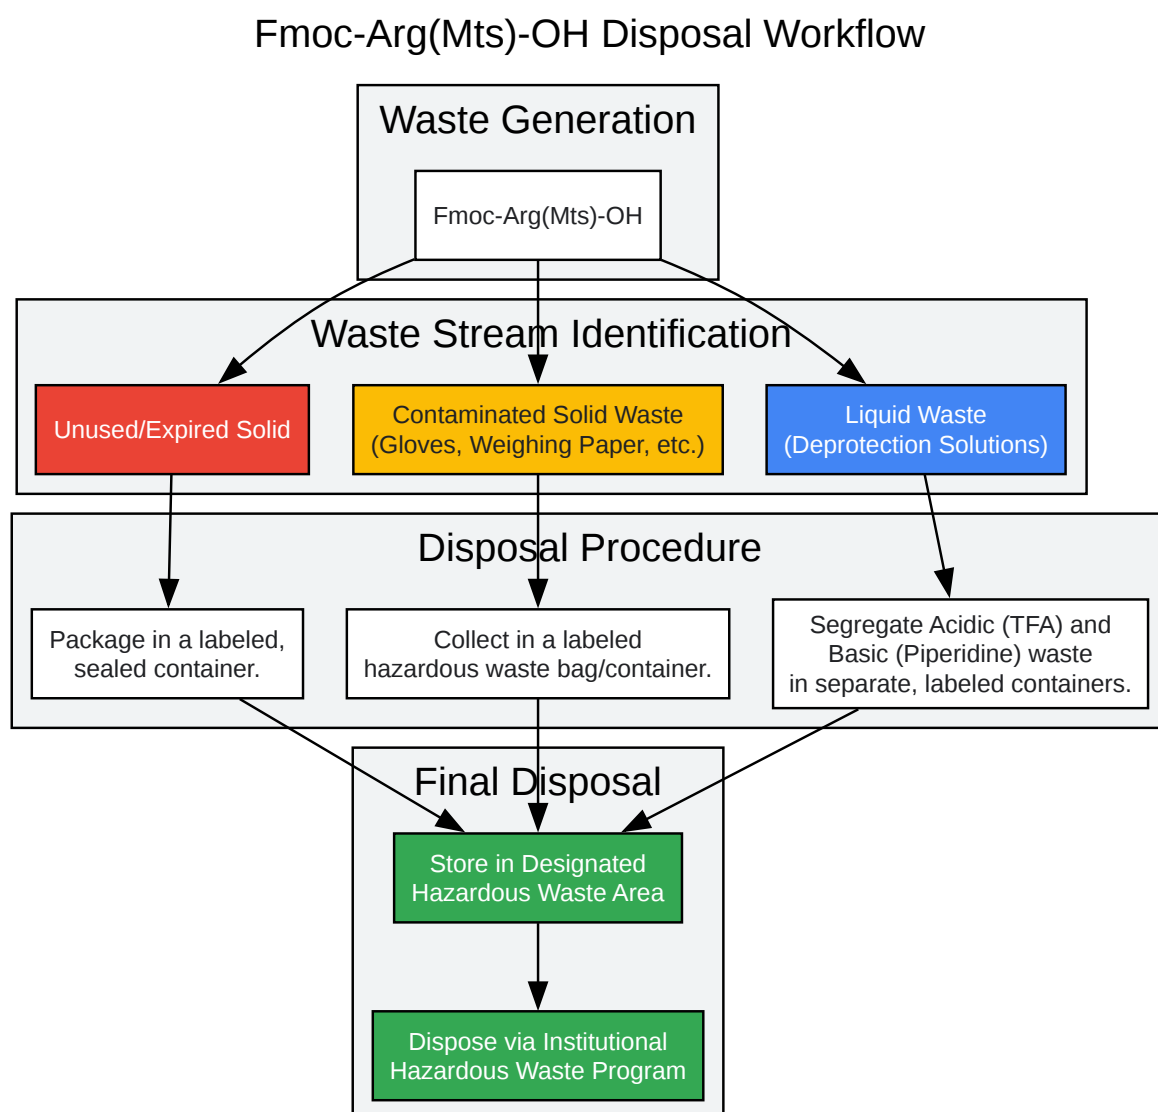 Fmoc-Arg(Mts)-OH Disposal Workflow
Waste Generation
Fmoc-Arg(Mts)-OH
Waste Stream Identification
Unused/Expired Solid
Contaminated Solid Waste
(Gloves, Weighing Paper, etc.)
Liquid Waste
(Deprotection Solutions)
Disposal Procedure
Package in a labeled,
sealed container.
Collect in a labeled
hazardous waste bag/container.
Segregate Acidic (TFA) and
Basic (Piperidine) waste
in separate, labeled containers.
Final Disposal
Store in Designated
Hazardous Waste Area
Dispose via Institutional
Hazardous Waste Program